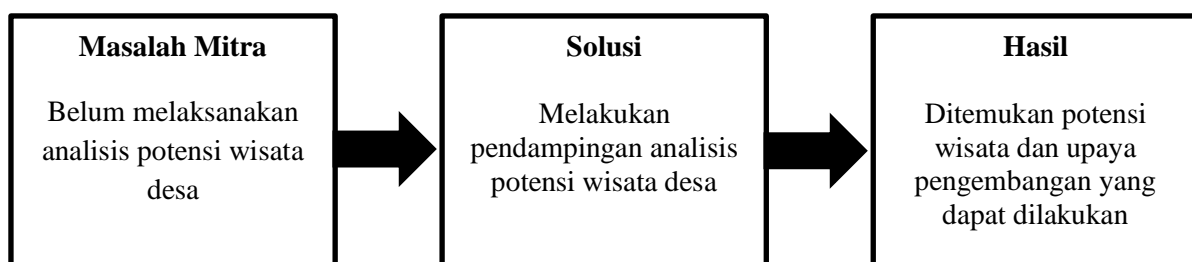 Masalah Mitra
Belum melaksanakan
analisis potensi wisata
desa
Solusi
Melakukan
pendampingan analisis
potensi wisata desa
Hasil
Ditemukan potensi
wisata dan upaya
pengembangan yang
dapat dilakukan